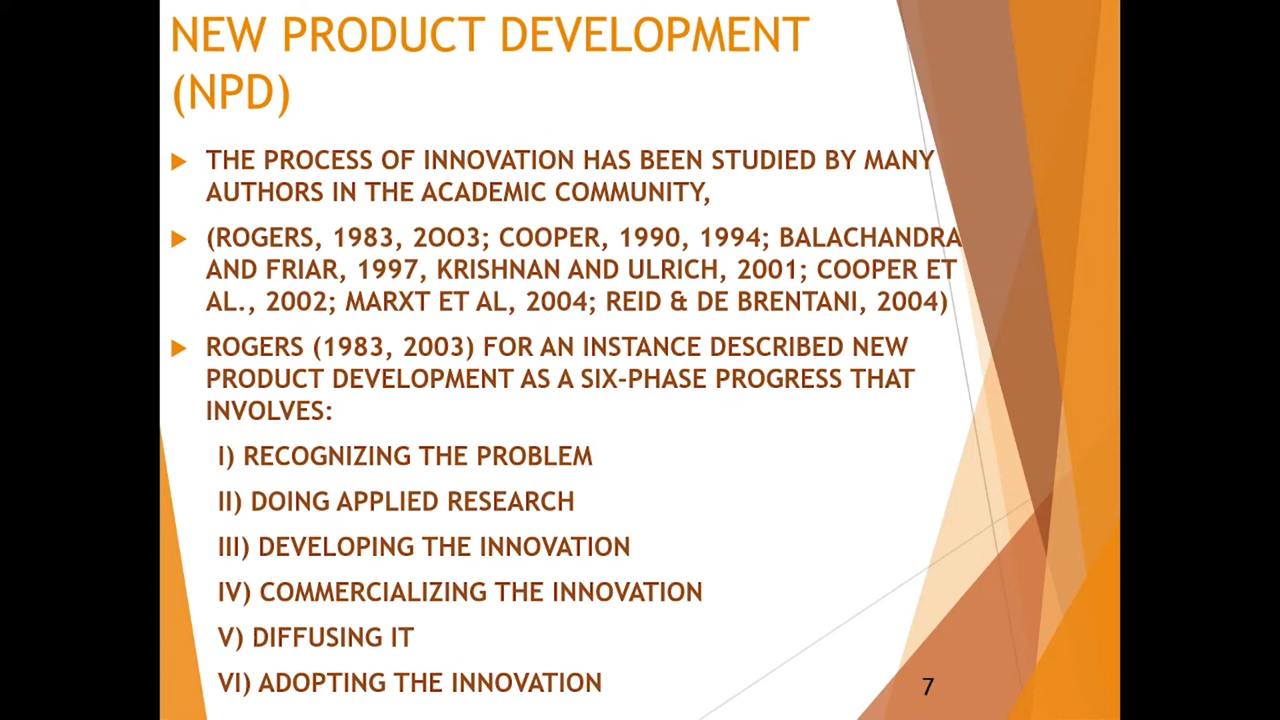 NEW PRODUCT DEVELOPMENT
(NPD)
THE PROCESS OF INNOVATION HAS BEEN STUDIED BY MANY
AUTHORS IN THE ACADEMIC COMMUNITY,
(ROGERS, 1983, 2OO3; COOPER, 1990, 1994; BALACHANDRA
AND FRIAR, 1997, KRISHNAN AND ULRICH, 2001; COOPER ET
AL., 2002; MARXT ET AL, 2004; REID & DE BRENTANI, 2004)
ROGERS (1983, 2003) FOR AN INSTANCE DESCRIBED NEW
PRODUCT DEVELOPMENT AS A SIX-PHASE PROGRESS THAT
INVOLVES:
I) RECOGNIZING THE PROBLEM
II) DOING APPLIED RESEARCH
III) DEVELOPING THE INNOVATION
IV) COMMERCIALIZING THE INNOVATION
V) DIFFUSING IT
VI) ADOPTING THE INNOVATION
7